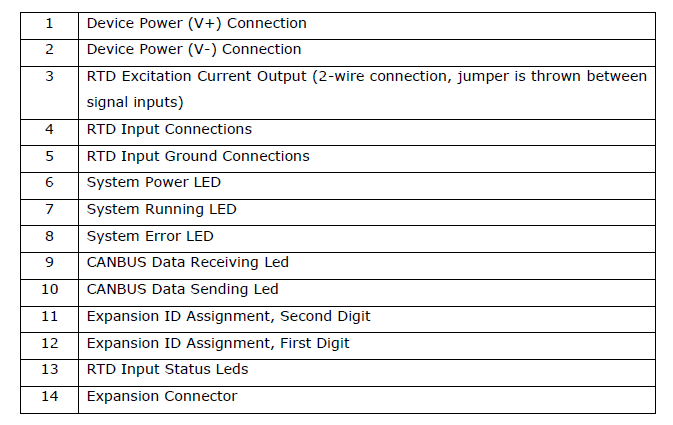 1 Device Power (V+) Connection
2 Device Power (V-) Connection
3 RTD Excitation Current Output (2-wire connection, jumper is thrown between
signal inputs)
4 RTD Input Connections
5 RTD Input Ground Connections
6 System Power LED
7 System Running LED
8 System Error LED
9 CANBUS Data Receiving Led
10 CANBUS Data Sending Led
11 Expansion ID Assignment, Second Digit
12 Expansion ID Assignment, First Digit
13 RTD Input Status Leds
14 Expansion Connector